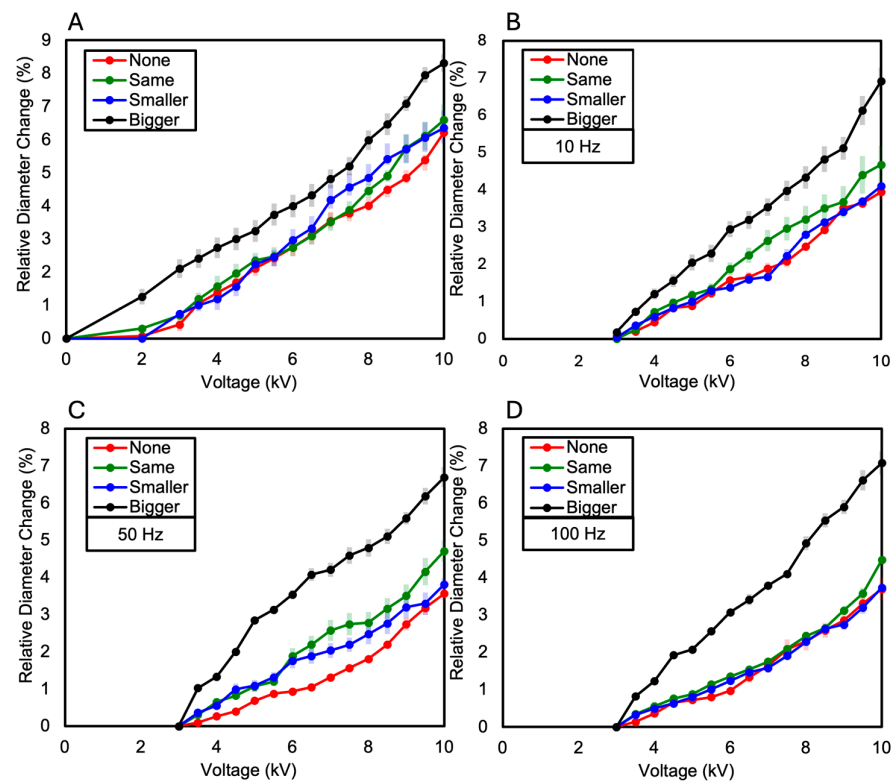 A
Relative Diameter Change (%)
9
8
7
6
5
4
3
2
1
0
None
Same
Smaller
Bigger
0 2 4 6 8 10
Voltage (kV)
B
Relative Diameter Change (%)
8
7
6
5
4
3
2
1
0
None
Same
Smaller
Bigger
10 Hz
0 2 4 6 8 10
Voltage (kV)
C
Relative Diameter Change (%)
8
7
6
5
4
3
2
1
0
None
Same
Smaller
Bigger
50 Hz
0 2 4 6 8 10
Voltage (kV)
D
Relative Diameter Change (%)
8
7
6
5
4
3
2
1
0
None
Same
Smaller
Bigger
100 Hz
0 2 4 6 8 10
Voltage (kV)